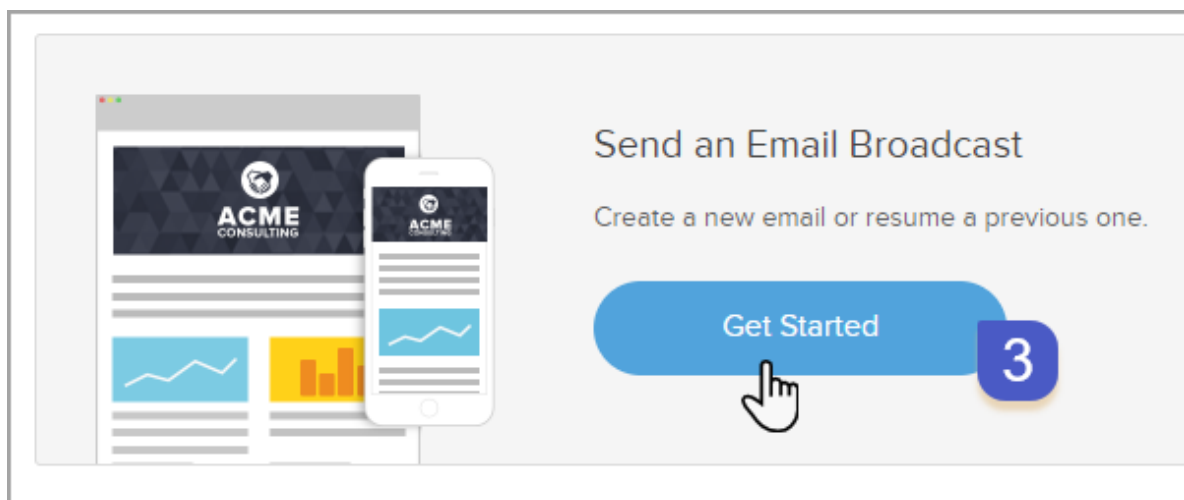 ACME
CONSULTING
ACME
CONSULTING
Send an Email Broadcast
Create a new email or resume a previous one.
Get Started
3